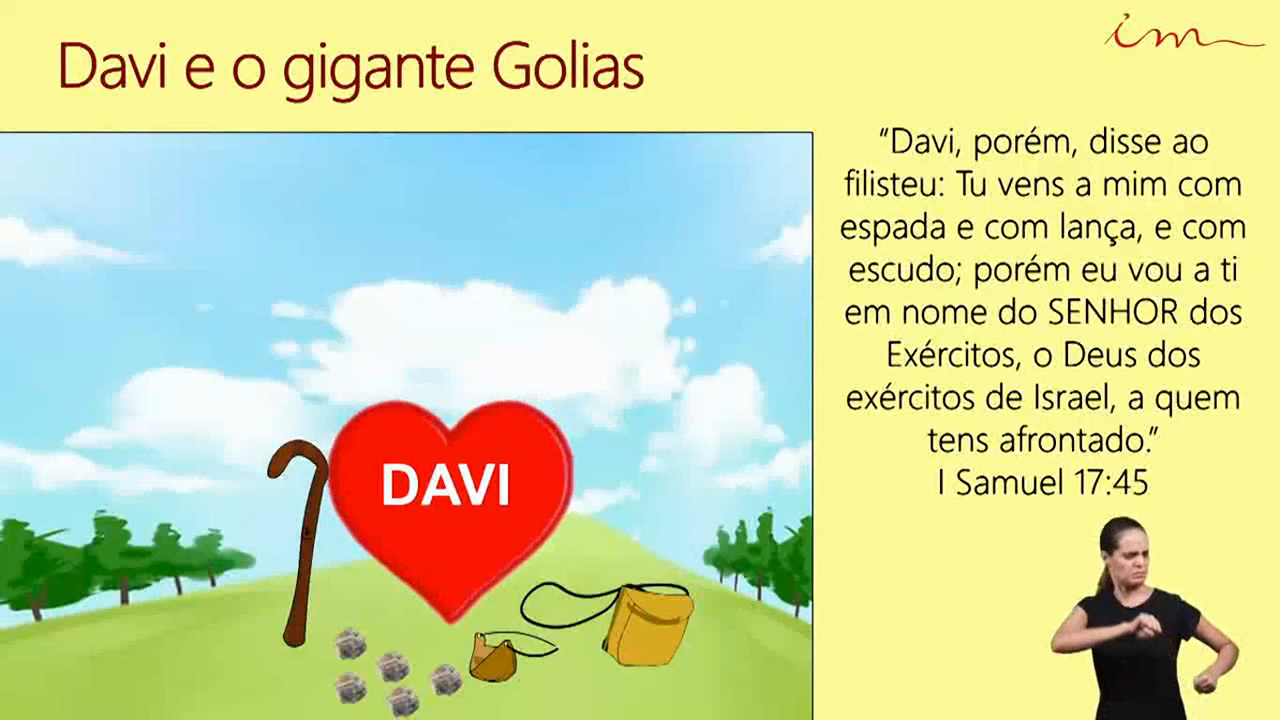 Davi e o gigante Golias
im
"Davi, porém, disse ao
filisteu: Tu vens a mim com
espada e com lança, e com
escudo; porém eu vou a ti
em nome do SENHOR dos
Exércitos, o Deus dos
exércitos de Israel, a quem
tens afrontado."
I Samuel 17:45
DAVI